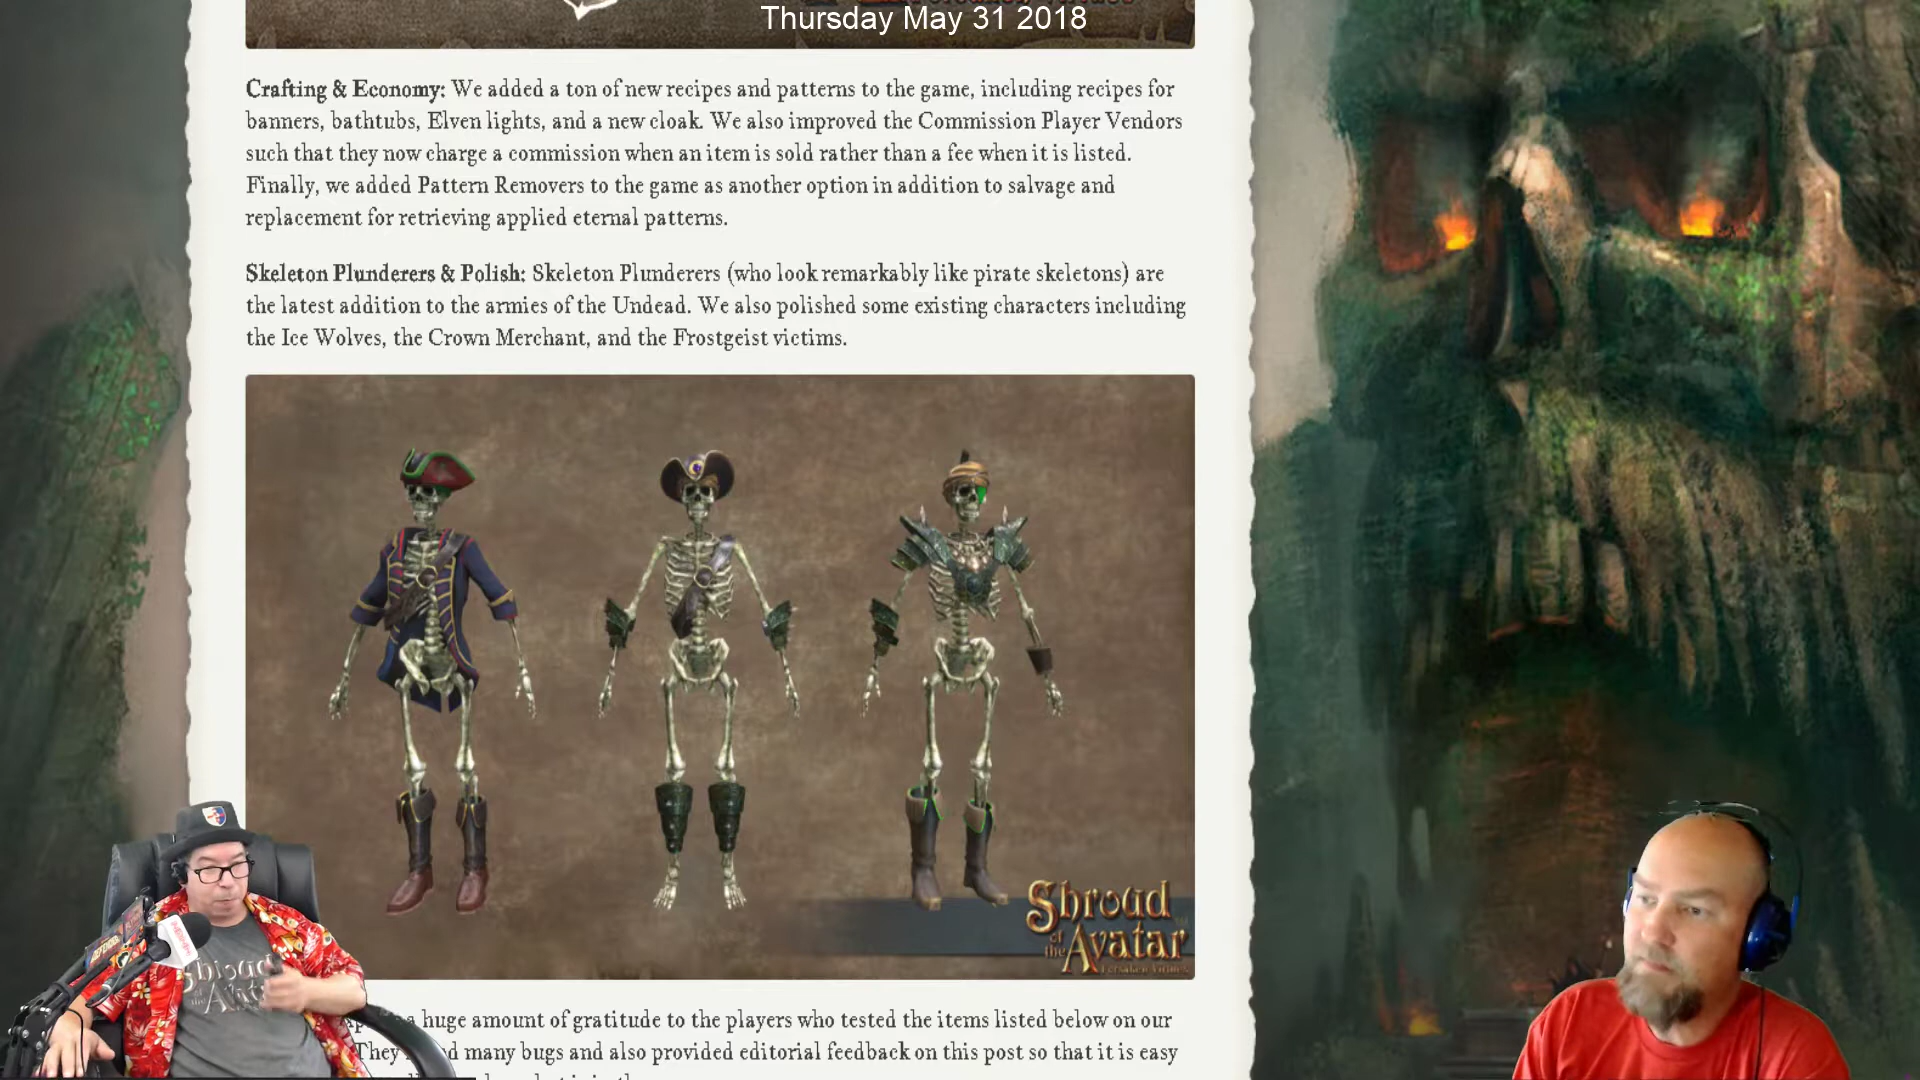 Thursday May 31 2018
Crafting & Economy: We added a ton of new recipes and patterns to the game, including recipes for
banners, bathtubs, Elven lights, and a new cloak. We also improved the Commission Player Vendors
such that they now charge a commission when an item is sold rather than a fee when it is listed.
Finally, we added Pattern Removers to the game as another option in addition to salvage and
replacement for retrieving applied eternal patterns.
Skeleton Plunderers & Polish: Skeleton Plunderers (who look remarkably like pirate skeletons) are
the latest addition to the armies of the Undead. We also polished some existing characters including
the Ice Wolves, the Crown Merchant, and the Frostgeist victims.
Shroud
of the Avatar
Forsaken Virtues
a huge amount of gratitude to the players who tested the items listed below on our
They many bugs and also provided editorial feedback on this post so that it is easy